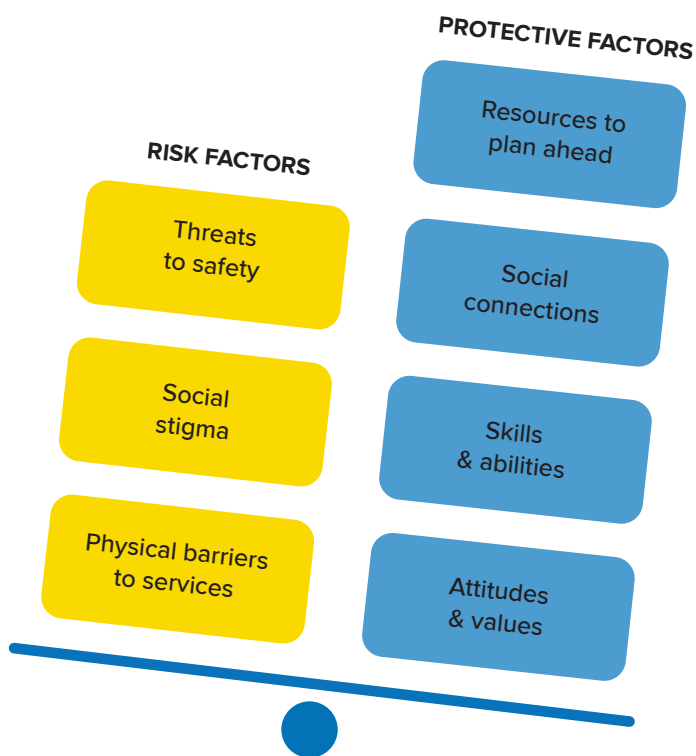 RISK FACTORS
Threats
to safety
Social
stigma
Physical barriers
to services
PROTECTIVE FACTORS
Resources to
plan ahead
Social
connections
Skills
& abilities
Attitudes
& values